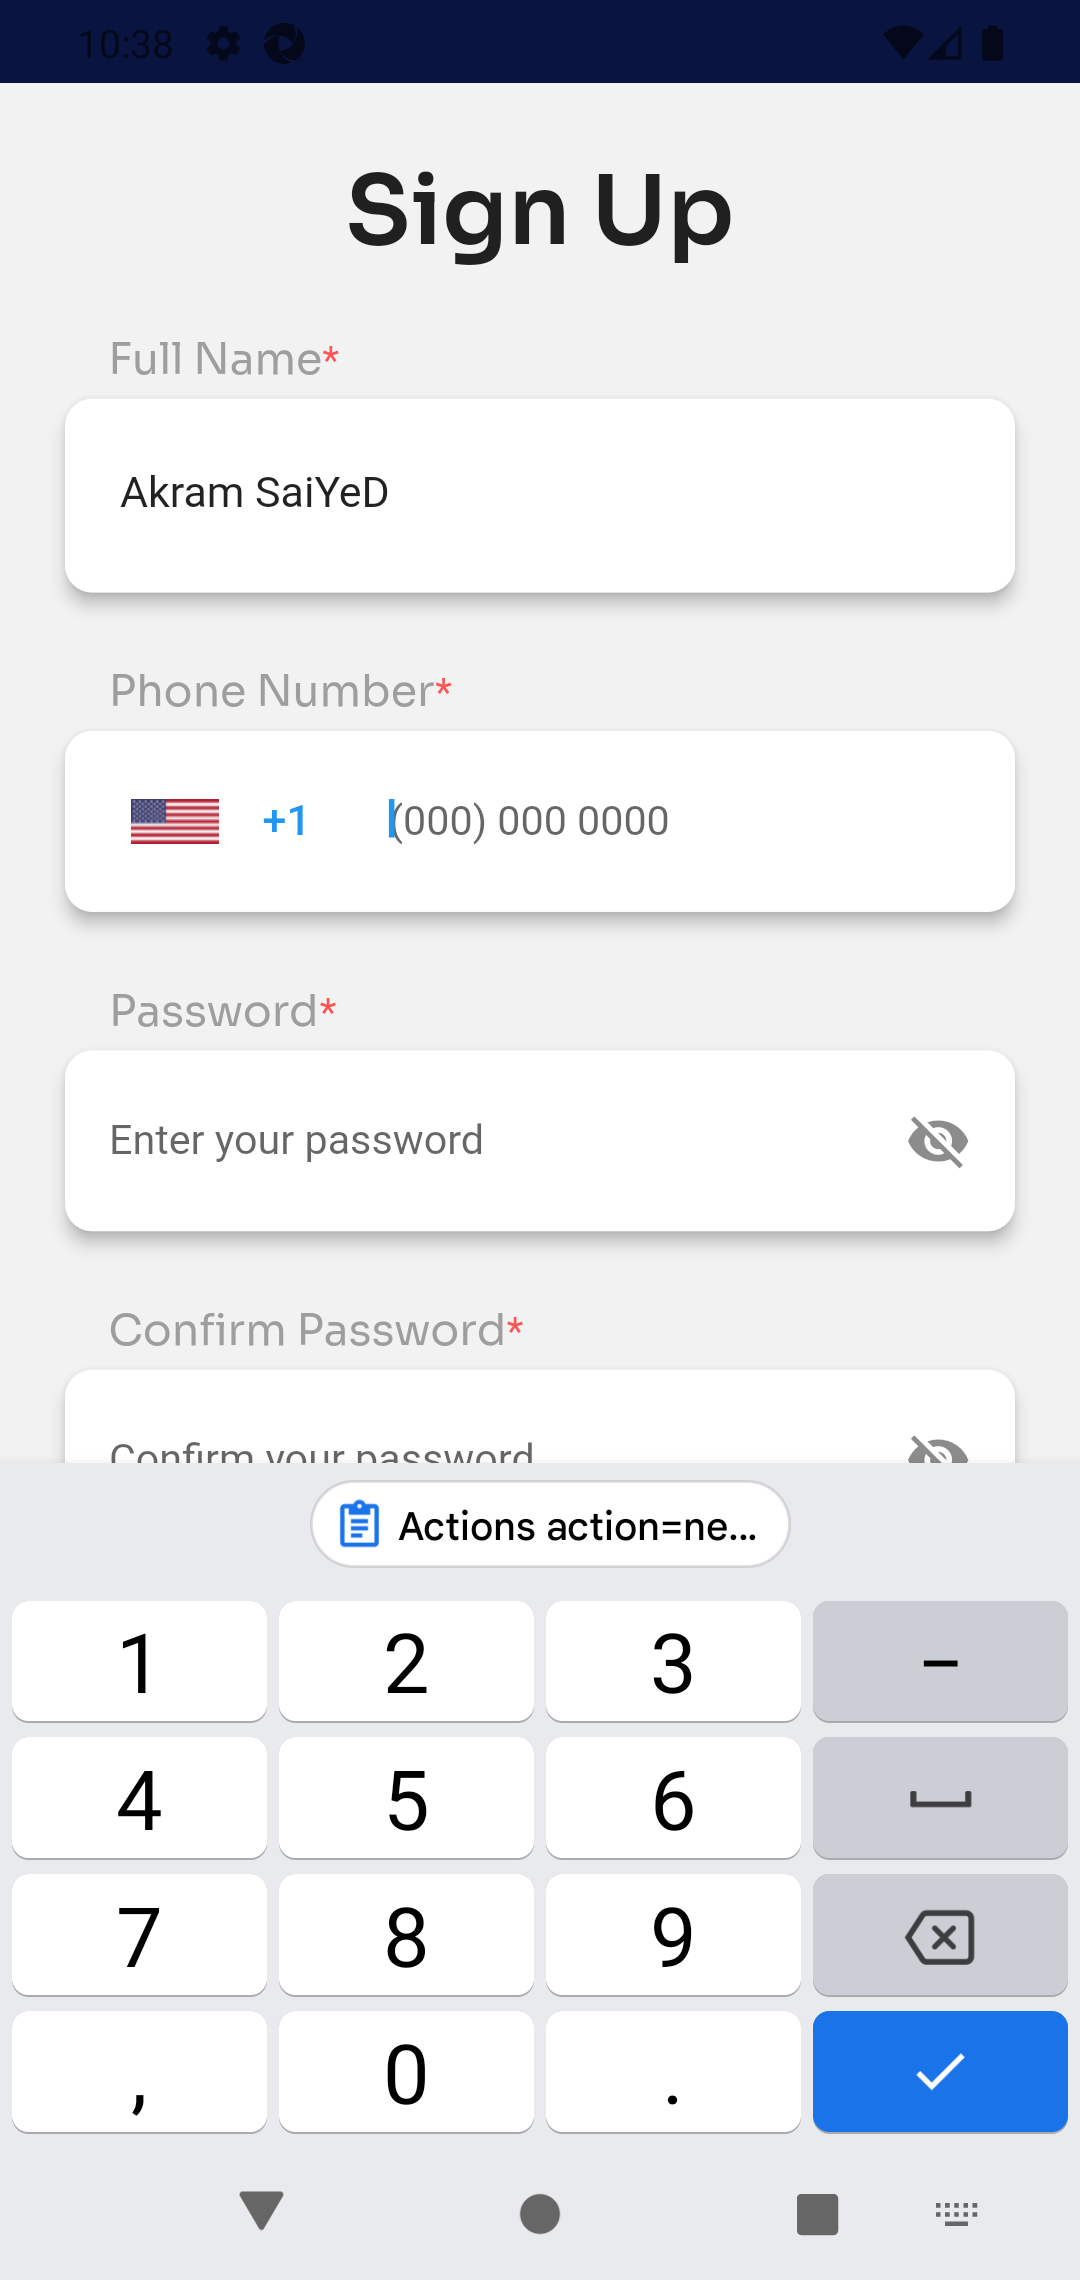 10:38
Sign Up
Full Name*
Akram SaiYeD
Phone Number*
+1 (000) 000 0000
Password*
Enter your password
Confirm Password*
Confirm your password
Actions action=ne...
1 2 3 –
4 5 6
7 8 9
, 0 .